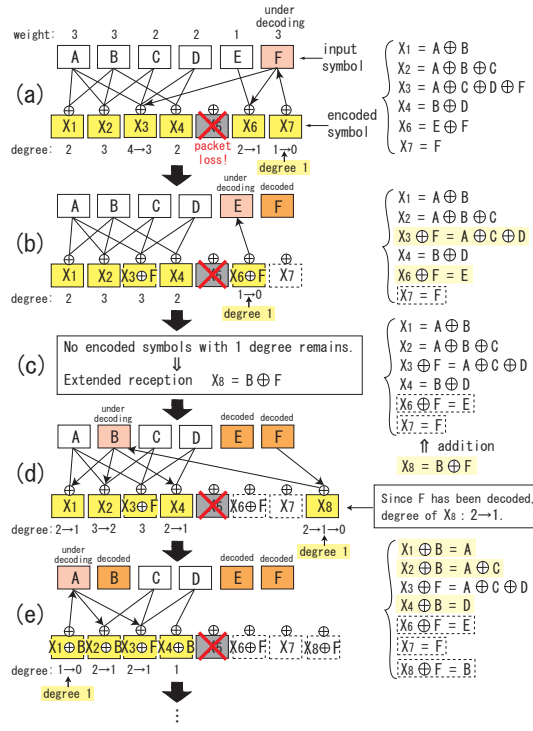 under
decoding
weight: 3 3 2 2 1 3
A B C D E F
input
symbol
(a)
X1 X2 X3 X4 X5 X6 X7
encoded
symbol
degree: 2 3 4→3 2 packet loss! 2→1 1→0
degree 1
X1 = A⊕B
X2 = A⊕B⊕C
X3 = A⊕C⊕D⊕F
X4 = B⊕D
X6 = E⊕F
X7 = F
under
decoding decoded
A B C D E F
(b)
X1 X2 X3⊕F X4 X5 X6⊕F X7
degree: 2 3 3 2 1→0
degree 1
X1 = A⊕B
X2 = A⊕B⊕C
X3⊕F = A⊕C⊕D
X4 = B⊕D
X6⊕F = E
X7 = F
(c)
No encoded symbols with 1 degree remains.
⇓
Extended reception X8 = B⊕F
X1 = A⊕B
X2 = A⊕B⊕C
X3⊕F = A⊕C⊕D
X4 = B⊕D
X6⊕F = E
X7 = F
⇑ addition
X8 = B⊕F
under
decoding decoded decoded
A B C D E F
(d)
X1 X2 X3⊕F X4 X5 X6⊕F X7 X8
degree: 2→1 3→2 3 2→1 2→1→0
degree 1
Since F has been decoded,
degree of X8 : 2→1.
under
decoding decoded decoded decoded
A B C D E F
(e)
X1⊕B X2⊕B X3⊕F X4⊕B X5 X6⊕F X7 X8⊕F
degree: 1→0 2→1 2→1 1
degree 1
X1⊕B = A
X2⊕B = A⊕C
X3⊕F = A⊕C⊕D
X4⊕B = D
X6⊕F = E
X7 = F
X8⊕F = B
⋮